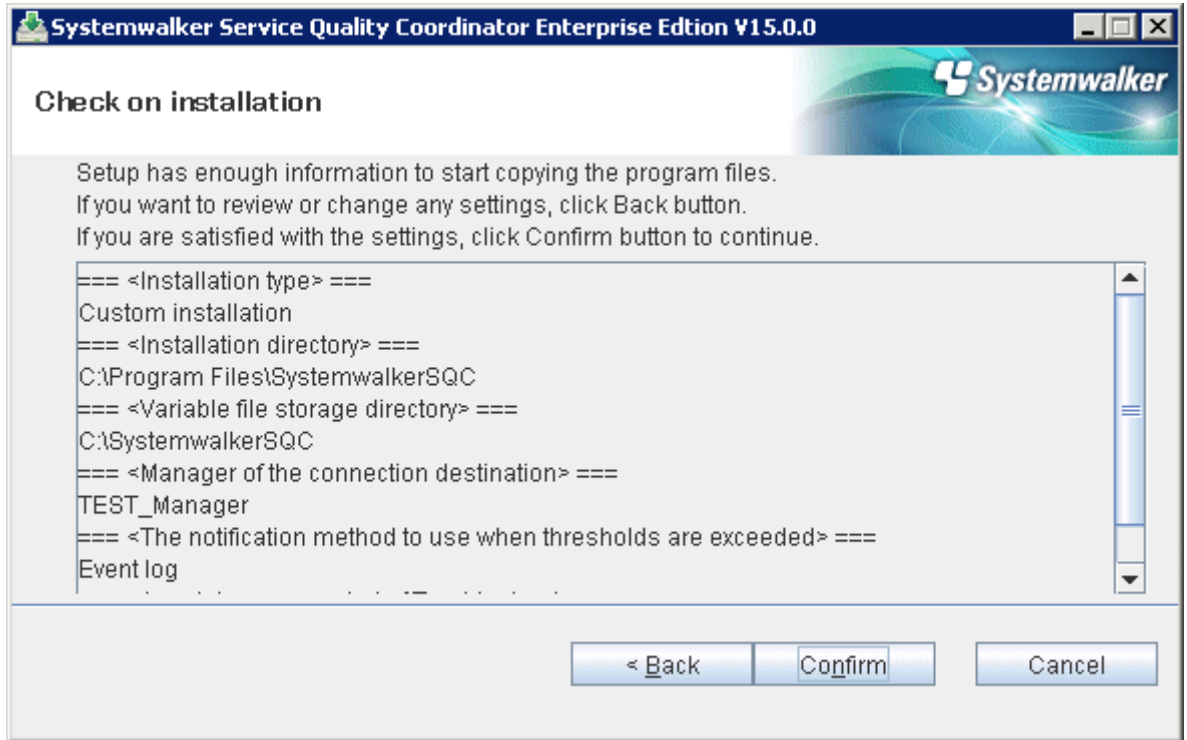 Systemwalker Service Quality Coordinator Enterprise Edtion V15.0.0
Systemwalker
Check on installation
Setup has enough information to start copying the program files.
If you want to review or change any settings, click Back button.
If you are satisfied with the settings, click Confirm button to continue.
=== <Installation type> ===
Custom installation
=== <Installation directory> ===
C:\Program Files\SystemwalkerSQC
=== <Variable file storage directory> ===
C:\SystemwalkerSQC
=== <Manager of the connection destination> ===
TEST_Manager
=== <The notification method to use when thresholds are exceeded> ===
Event log
< Back
Confirm
Cancel